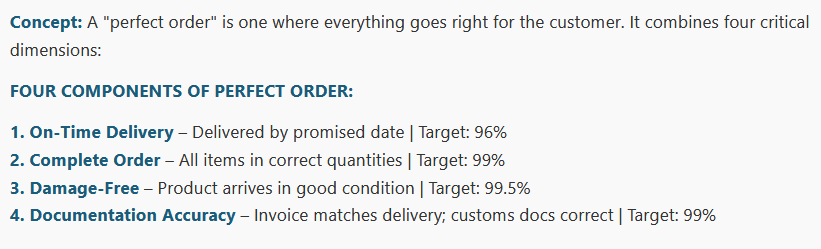 Concept: A "perfect order" is one where everything goes right for the customer. It combines four critical
dimensions:
FOUR COMPONENTS OF PERFECT ORDER:
1. On-Time Delivery – Delivered by promised date | Target: 96%
2. Complete Order – All items in correct quantities | Target: 99%
3. Damage-Free – Product arrives in good condition | Target: 99.5%
4. Documentation Accuracy – Invoice matches delivery; customs docs correct | Target: 99%